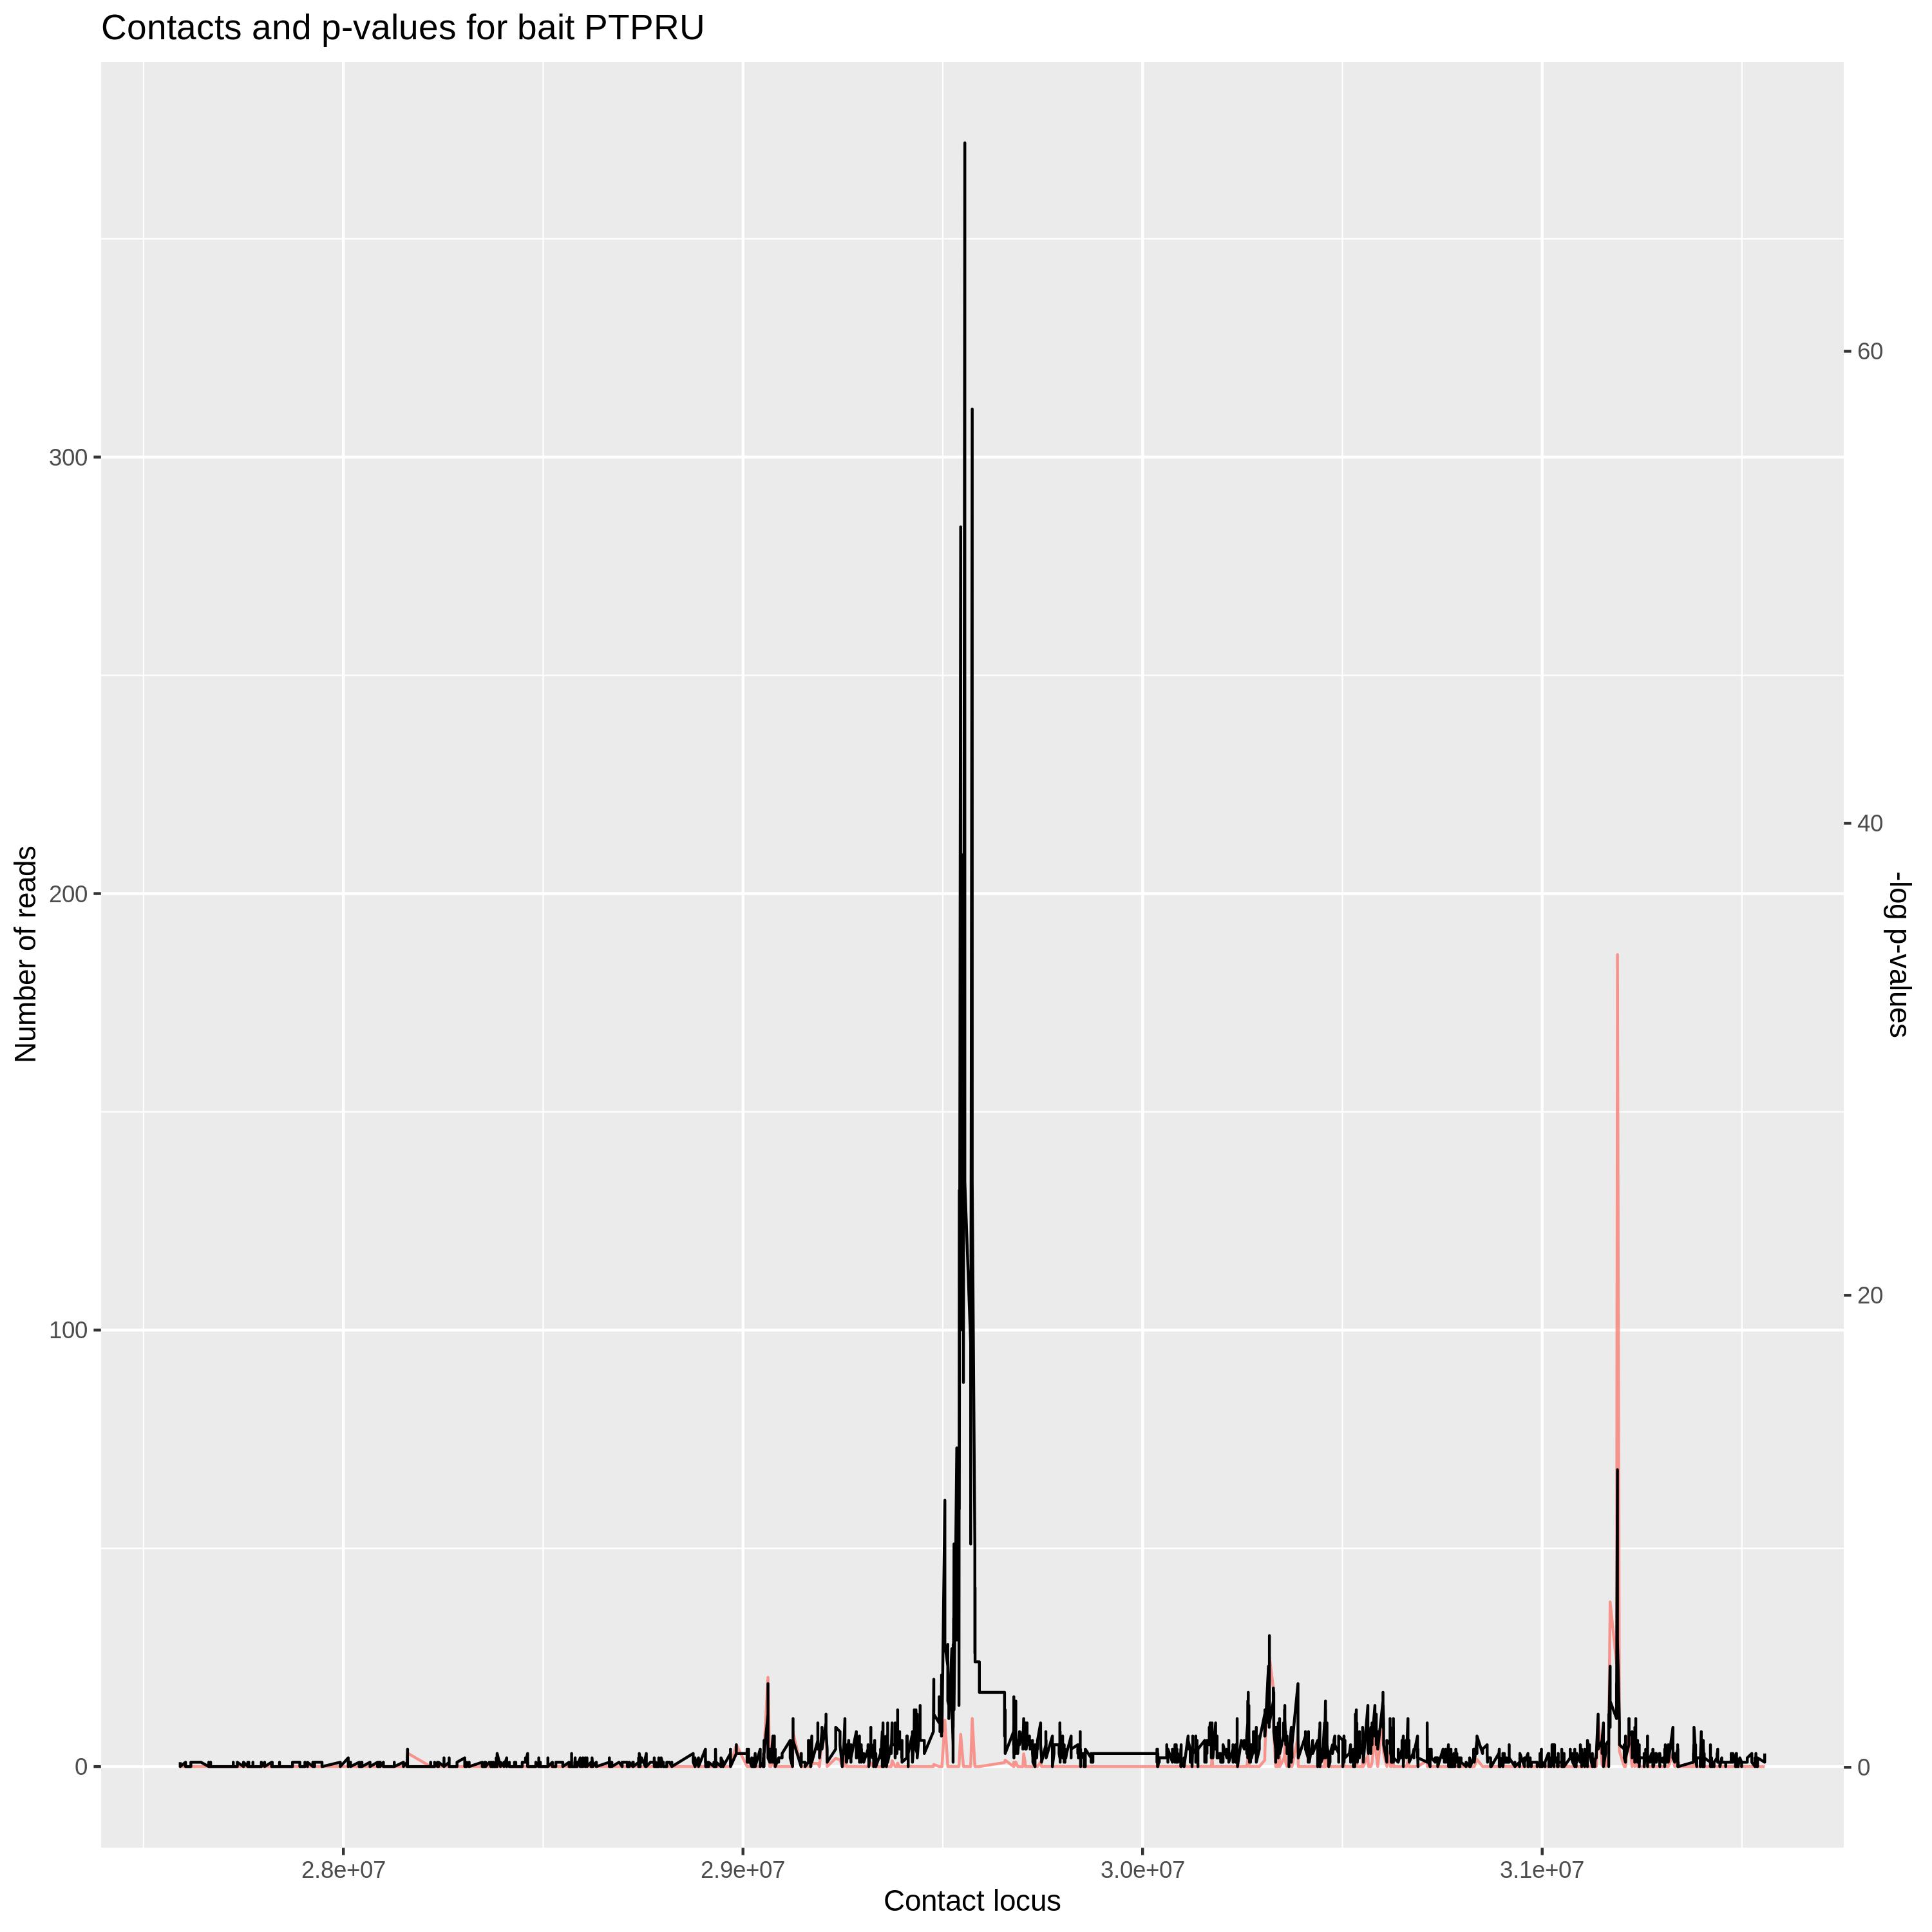 Contacts and p-values for bait PTPRU
Number of reads
300
200
100
0
60
40
20
0
-log p-values
2.8e+07
2.9e+07
3.0e+07
3.1e+07
Contact locus